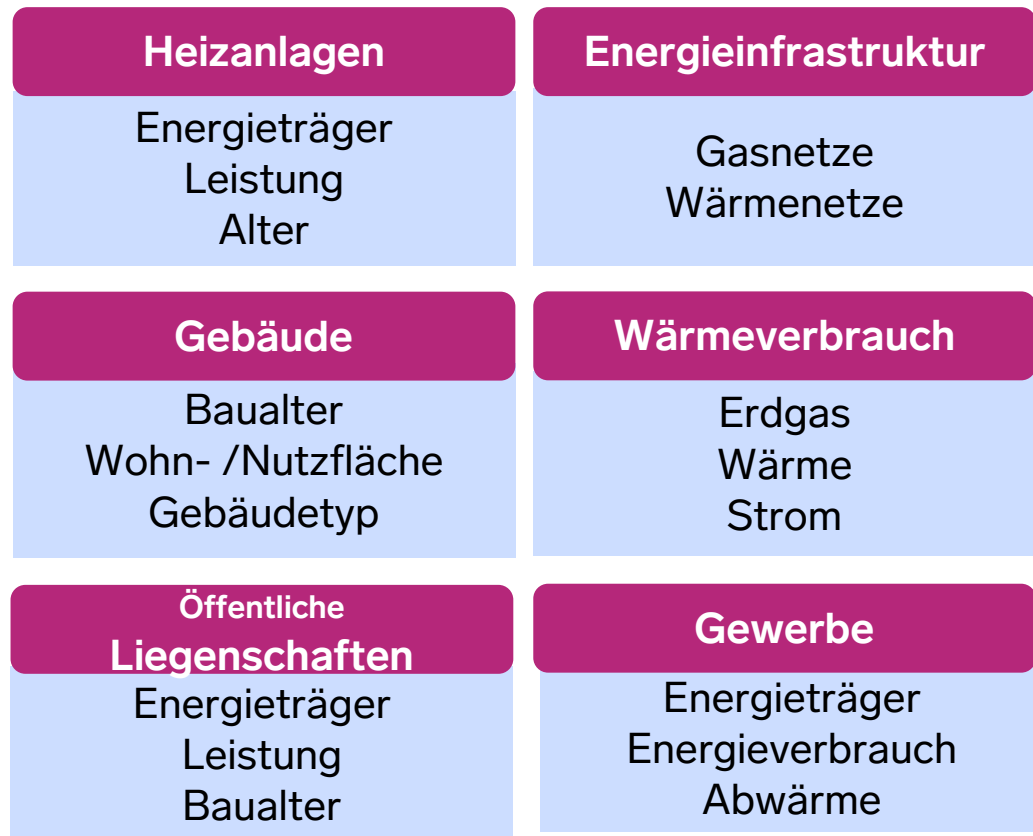 Heizanlagen
Energieträger
Leistung
Alter
Energieinfrastruktur
Gasnetze
Wärmenetze
Gebäude
Baualter
Wohn- /Nutzfläche
Gebäudetyp
Wärmeverbrauch
Erdgas
Wärme
Strom
Öffentliche
Liegenschaften
Energieträger
Leistung
Baualter
Gewerbe
Energieträger
Energieverbrauch
Abwärme